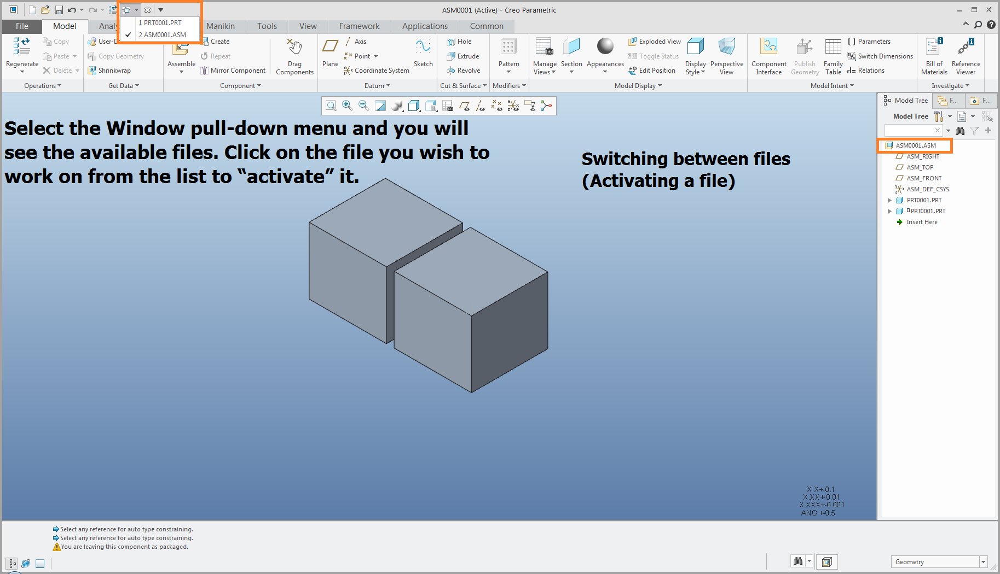 ASM0001 (Active) - Creo Parametric
1 PRT0001.PRT
2 ASM0001.ASM
File
Model
Manikin
Tools
View
Framework
Applications
Common
Regenerate
Copy
Paste
Delete
Operations
Copy Geometry
Shrinkwrap
Get Data
Assemble
Create
Repeat
Mirror Component
Drag
Components
Component
Plane
Axis
Point
Coordinate System
Sketch
Datum
Hole
Extrude
Revolve
Cut & Surface
Pattern
Modifiers
Manage
Views
Section
Appearances
Exploded View
Toggle Status
Edit Position
Display
Style
Perspective
View
Model Display
Component
Interface
Publish
Geometry
Family
Table
Parameters
Switch Dimensions
d= Relations
Model Intent
Bill of
Materials
Reference
Viewer
Investigate
Select the Window pull-down menu and you will
see the available files. Click on the file you wish to
work on from the list to “activate” it.
Switching between files
(Activating a file)
Model Tree
F...
F...
Model Tree
ASM0001.ASM
ASM_RIGHT
ASM_TOP
ASM_FRONT
ASM_DEF_CSYS
PRT0001.PRT
PRT0001.PRT
Insert Here
X.X+-0.1
X.XX+-0.01
X.XXX+-0.001
ANG.+-0.5
Select any reference for auto type constraining.
Select any reference for auto type constraining.
You are leaving this component as packaged.
Geometry